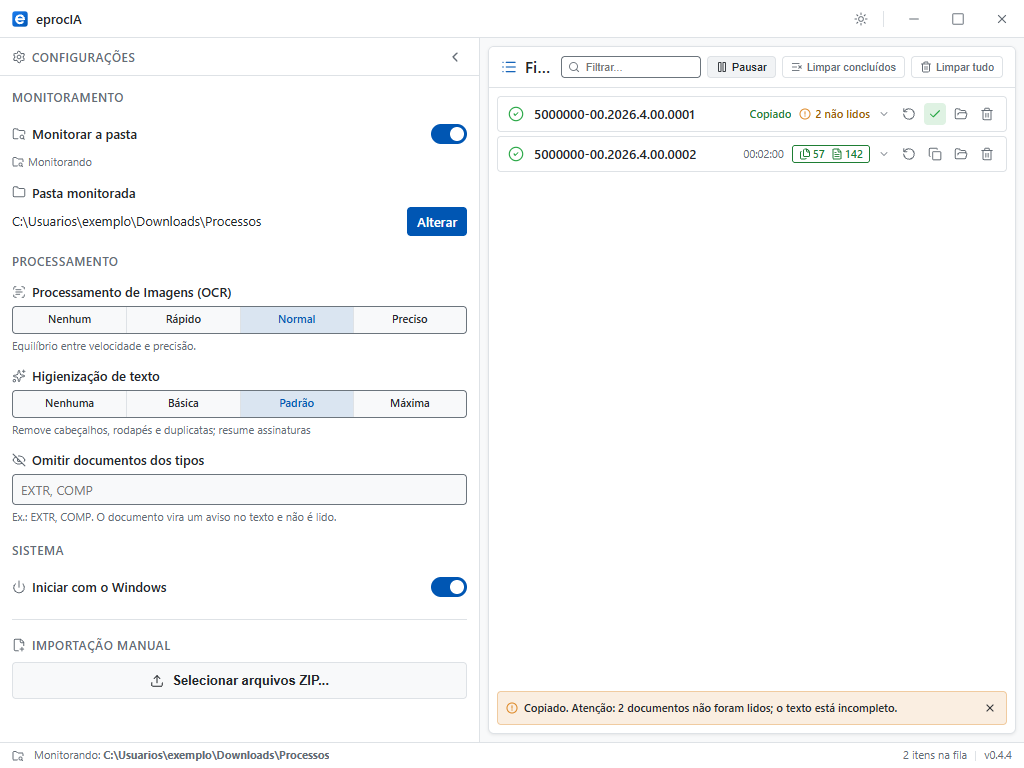 eprocIA
CONFIGURAÇÕES
MONITORAMENTO
Monitorar a pasta
Monitorando
Pasta monitorada
C:\Usuarios\exemplo\Downloads\Processos
Alterar
PROCESSAMENTO
Processamento de Imagens (OCR)
Nenhum Rápido Normal Preciso
Equilíbrio entre velocidade e precisão.
Higienização de texto
Nenhuma Básica Padrão Máxima
Remove cabeçalhos, rodapés e duplicatas; resume assinaturas
Omitir documentos dos tipos
EXTR, COMP
Ex.: EXTR, COMP. O documento vira um aviso no texto e não é lido.
SISTEMA
Iniciar com o Windows
IMPORTAÇÃO MANUAL
Selecionar arquivos ZIP...
Fi... Filtrar... Pausar Limpar concluídos Limpar tudo
5000000-00.2026.4.00.0001 Copiado 2 não lidos
5000000-00.2026.4.00.0002 00:02:00 57 142
Copiado. Atenção: 2 documentos não foram lidos; o texto está incompleto.
Monitorando: C:\Usuarios\exemplo\Downloads\Processos 2 itens na fila v0.4.4